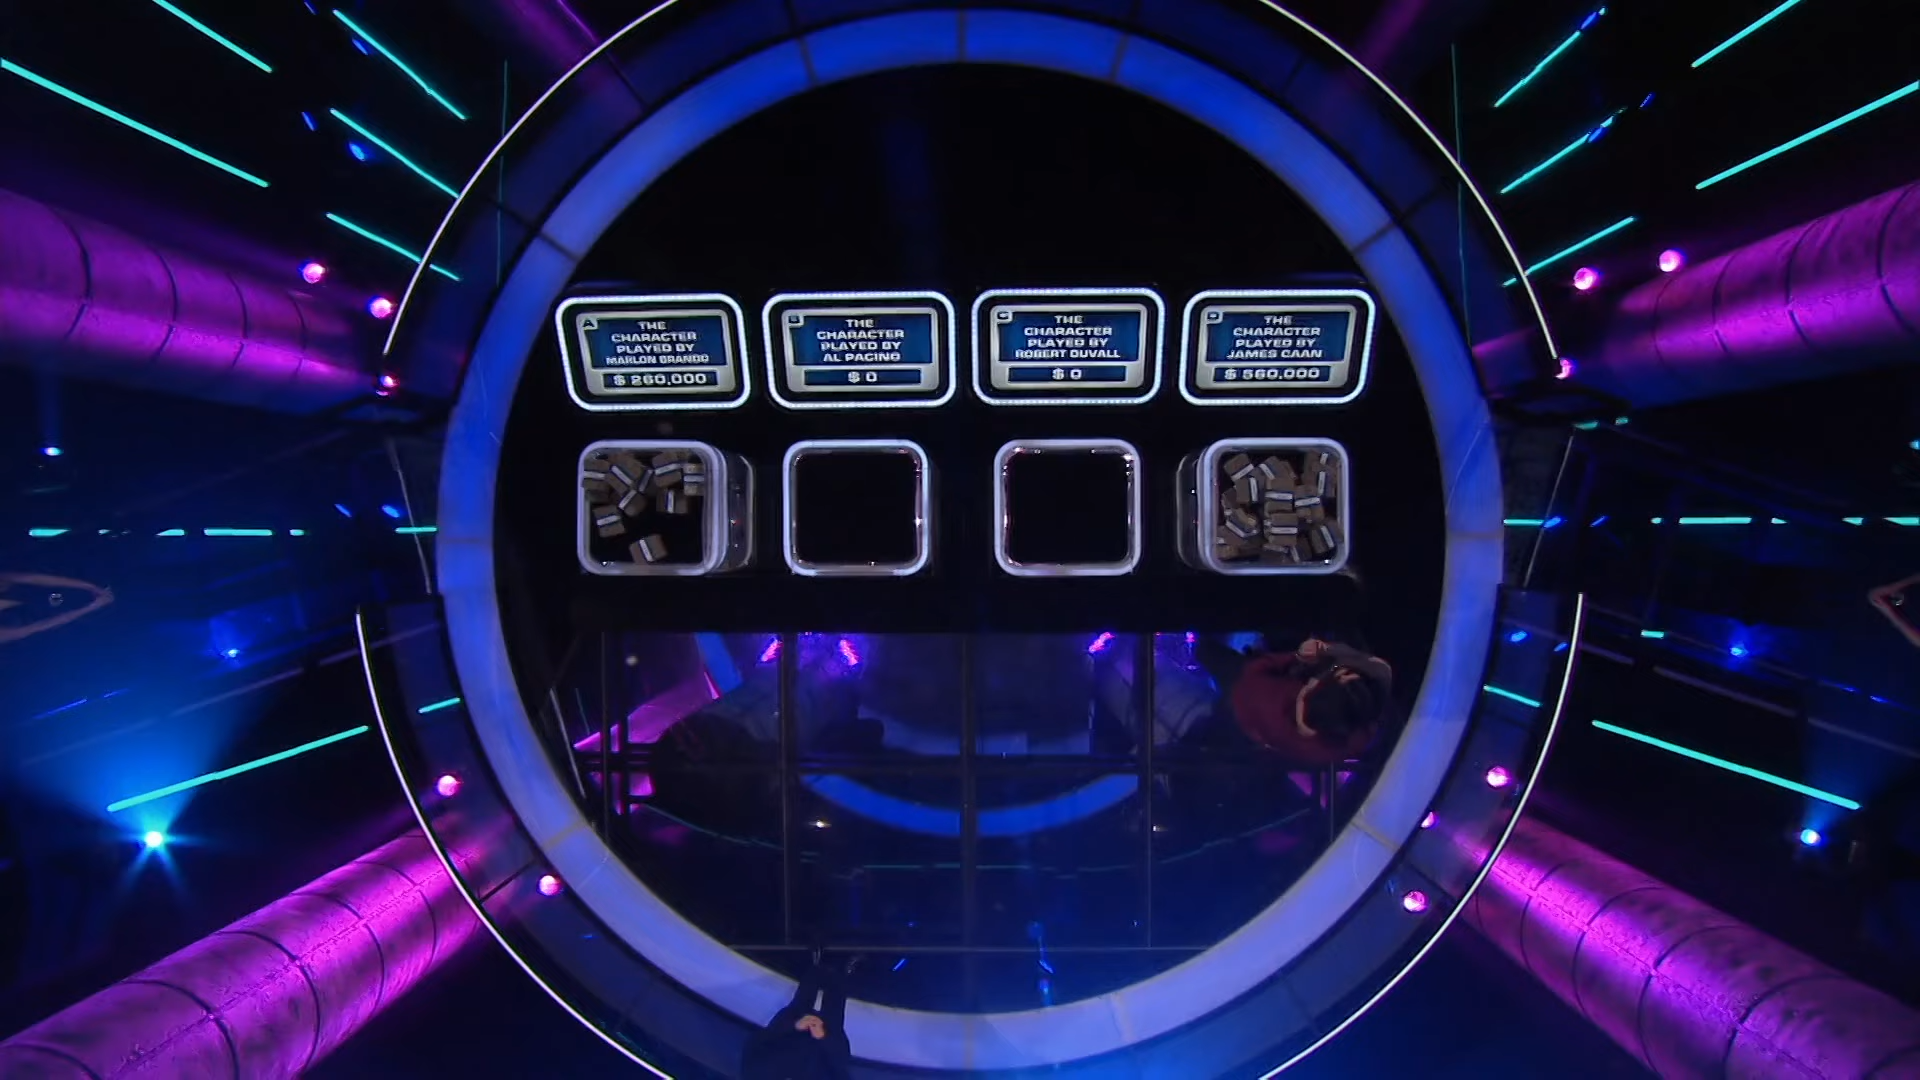 A
THE
CHARACTER
PLAYED BY
MARLON BRANDO
$ 260,000
B
THE
CHARACTER
PLAYED BY
AL PACINO
$ 0
C
THE
CHARACTER
PLAYED BY
ROBERT DUVALL
$ 0
D
THE
CHARACTER
PLAYED BY
JAMES CAAN
$ 560,000